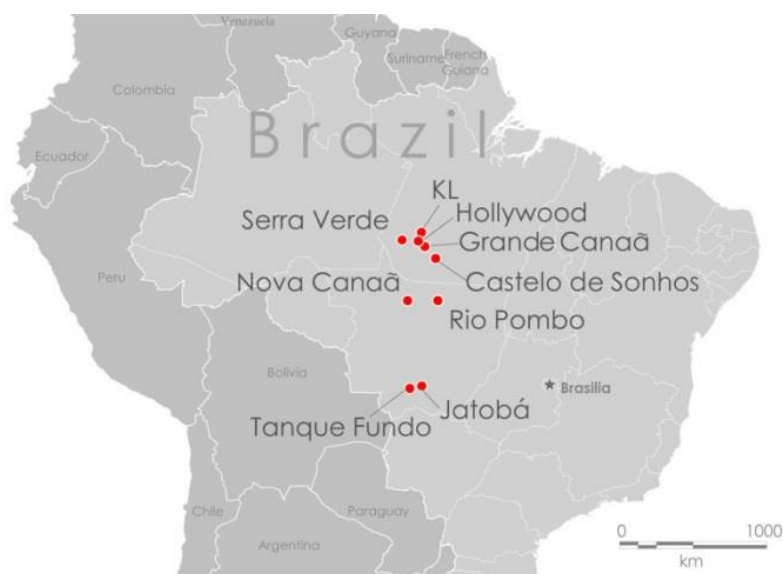 Venezuela
Guyana
Suriname
French
Guiana
Colombia
Brazil
Ecuador
KL
Serra Verde
Hollywood
Grande Canaã
Peru
Nova Canaã
Castelo de Sonhos
Rio Pombo
Bolivia
Brasilia
Jatobá
Tanque Fundo
Chile
Paraguay
Argentina
0 1000
km